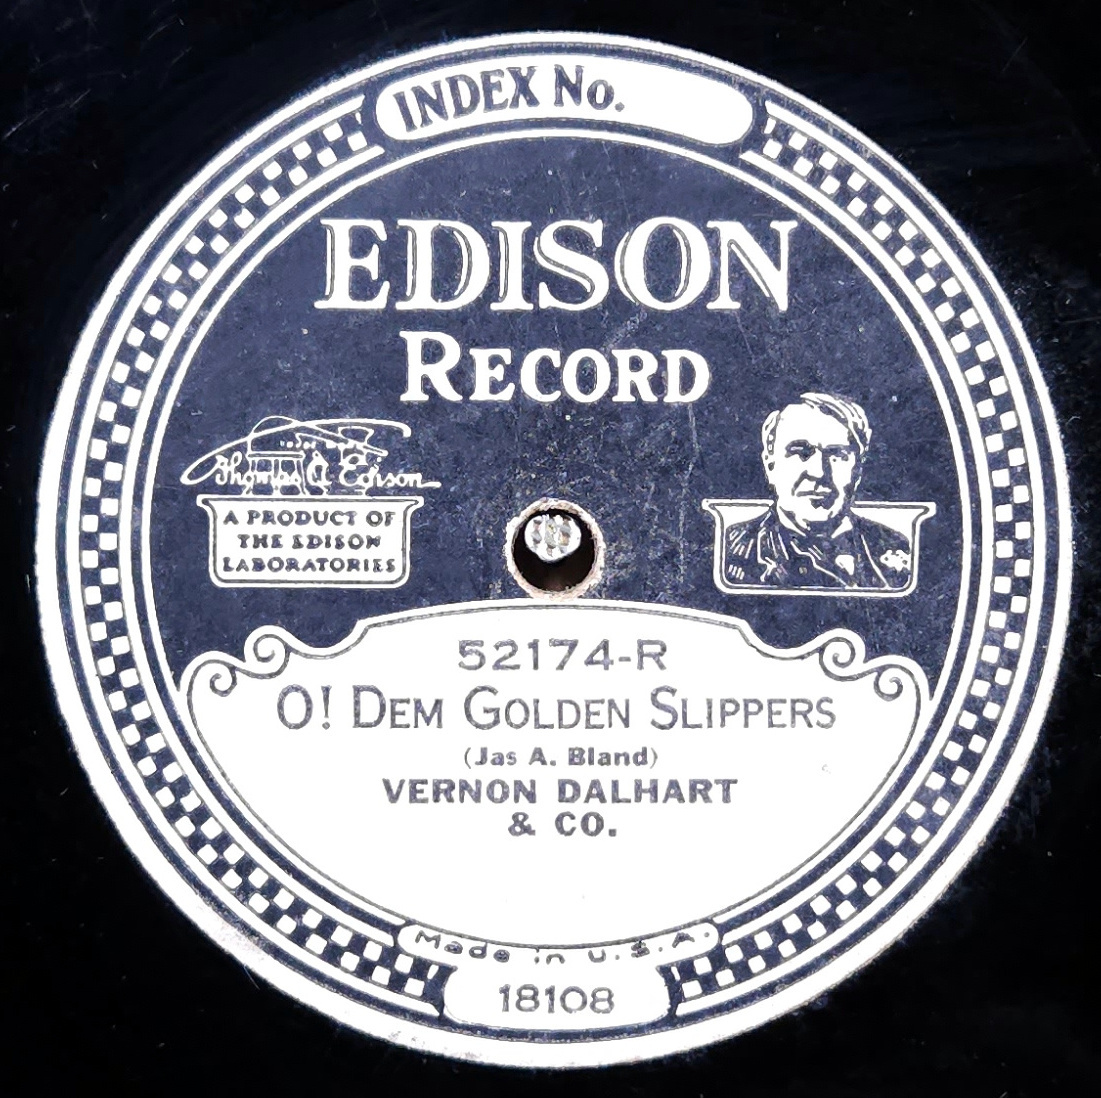 INDEX No.
EDISON
RECORD
Thomas A Edison
A PRODUCT OF
THE EDISON
LABORATORIES
52174-R
O! DEM GOLDEN SLIPPERS
(Jas A. Bland)
VERNON DALHART
& CO.
Made in U.S.A.
18108